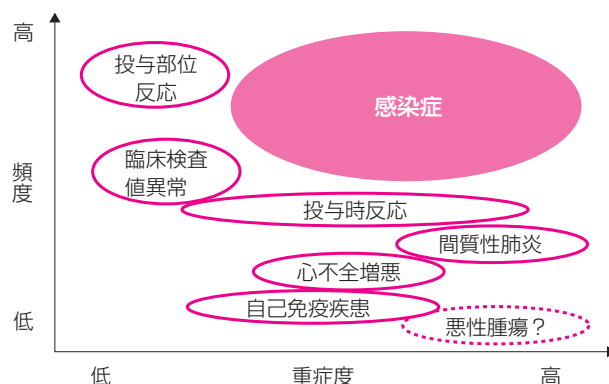 高
頻度
低
投与部位
反応
感染症
臨床検査
値異常
投与時反応
間質性肺炎
心不全増悪
自己免疫疾患
悪性腫瘍？
低
重症度
高